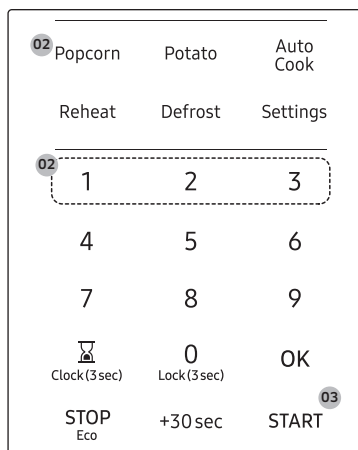 02 Popcorn Potato Auto Cook
Reheat Defrost Settings
02
1 2 3
4 5 6
7 8 9
Clock(3 sec) 0 Lock(3 sec) OK
03
STOP Eco +30 sec START